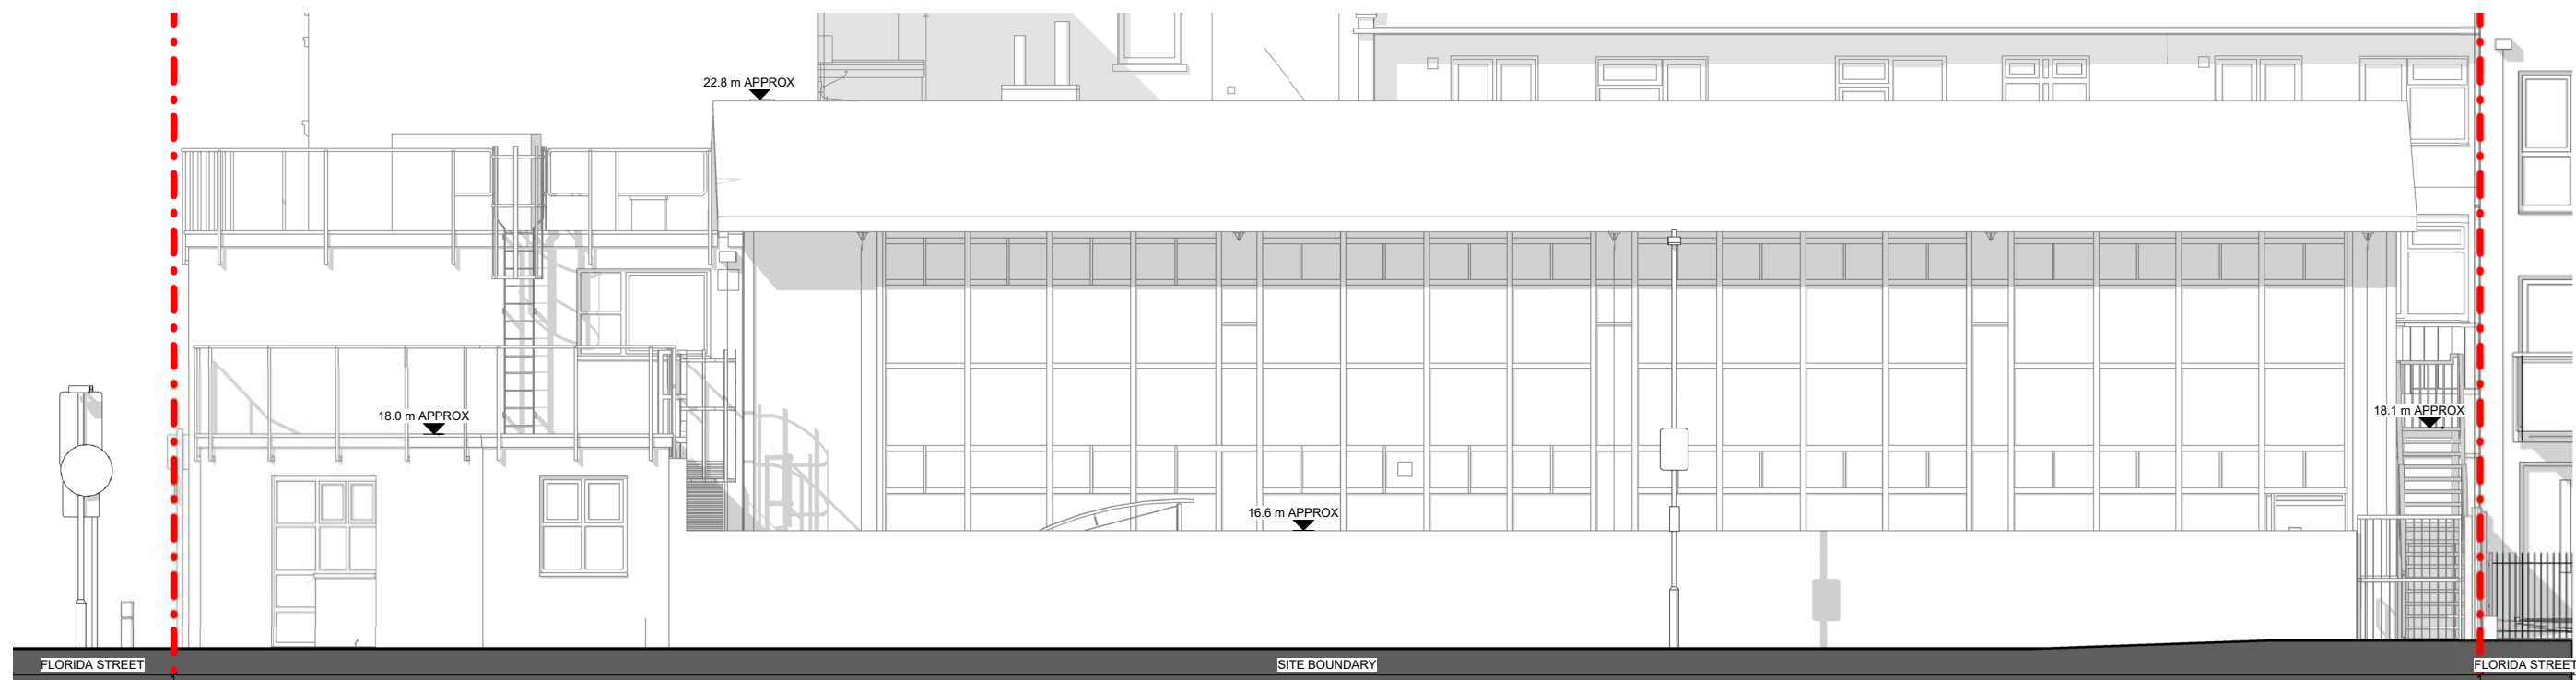 22.8 m APPROX
18.0 m APPROX
18.1 m APPROX
16.6 m APPROX
FLORIDA STREET
SITE BOUNDARY
FLORIDA STREET